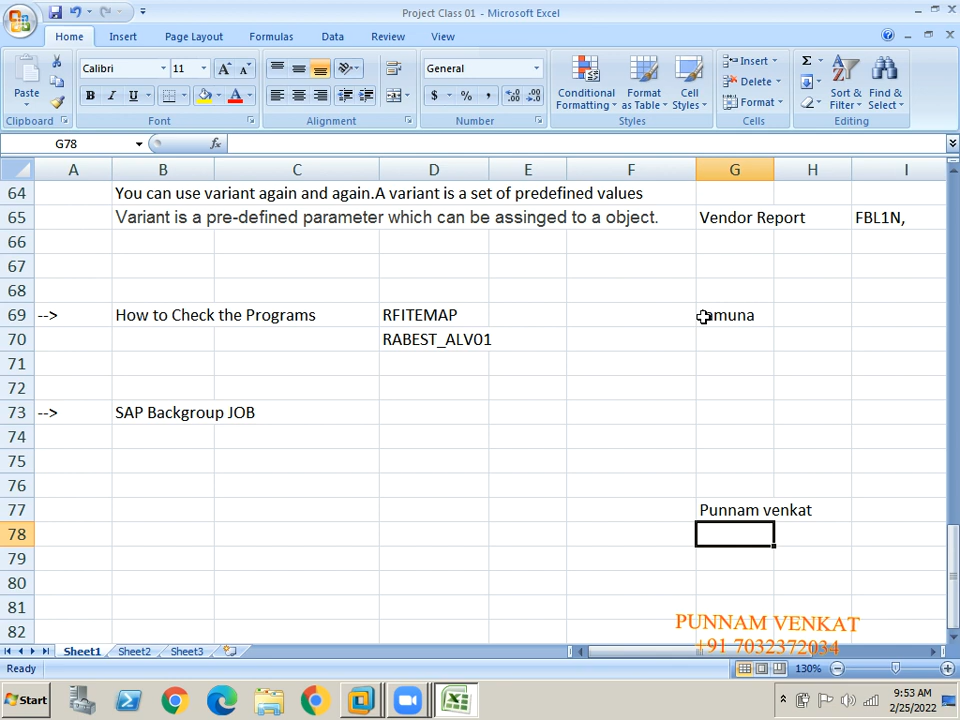 Project Class 01 - Microsoft Excel
Home Insert Page Layout Formulas Data Review View
Paste
Calibri 11 A A
B I U A
General
$ % ,
.00 .0
Conditional Formatting
Format as Table
Cell Styles
Insert
Delete
Format
Σ
Sort & Filter
Find & Select
Clipboard Font Alignment Number Styles Cells Editing
G78 fx
A B C D E F G H I
64 You can use variant again and again.A variant is a set of predefined values
65 Variant is a pre-defined parameter which can be assinged to a object. Vendor Report FBL1N,
66
67
68
69 --> How to Check the Programs RFITEMAP amuna
70 RABEST_ALV01
71
72
73 --> SAP Backgroup JOB
74
75
76
77 Punnam venkat
78
79
80
81
82
PUNNAM VENKAT
+91 7032372034
Sheet1 Sheet2 Sheet3
Ready 130%
Start
9:53 AM
2/25/2022